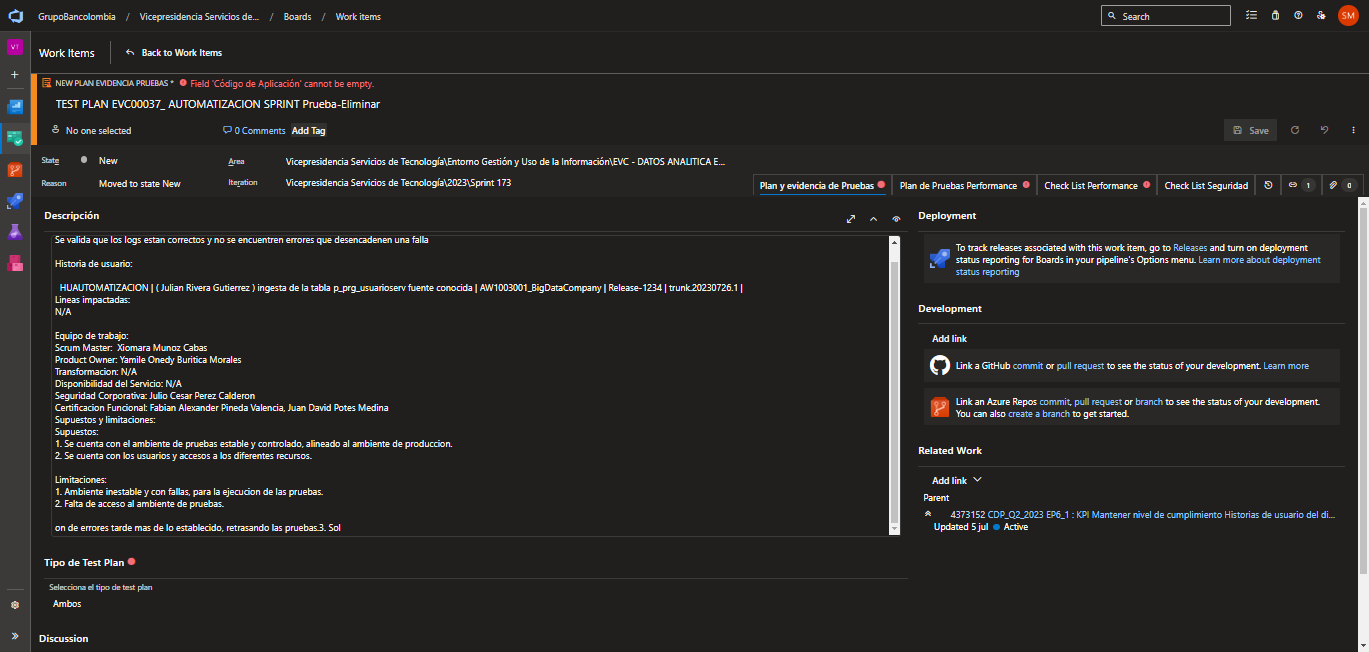 GrupoBancolombia / Vicepresidencia Servicios de... / Boards / Work items
Search
SM
VT
Work Items
Back to Work Items
NEW PLAN EVIDENCIA PRUEBAS * Field 'Código de Aplicación' cannot be empty.
TEST PLAN EVC00037_ AUTOMATIZACION SPRINT Prueba-Eliminar
No one selected
0 Comments
Add Tag
Save
State
New
Area
Vicepresidencia Servicios de Tecnología\Entorno Gestión y Uso de la Información\EVC - DATOS ANALITICA E...
Reason
Moved to state New
Iteration
Vicepresidencia Servicios de Tecnología\2023\Sprint 173
Plan y evidencia de Pruebas
Plan de Pruebas Performance
Check List Performance
Check List Seguridad
1
0
Descripción
Se valida que los logs estan correctos y no se encuentren errores que desencadenen una falla
Historia de usuario:
HUAUTOMATIZACION | ( Julian Rivera Gutierrez ) ingesta de la tabla p_prg_usuarioserv fuente conocida | AW1003001_BigDataCompany | Release-1234 | trunk.20230726.1 |
Lineas impactadas:
N/A
Equipo de trabajo:
Scrum Master: Xiomara Munoz Cabas
Product Owner: Yamile Onedy Buritica Morales
Transformacion: N/A
Disponibilidad del Servicio: N/A
Seguridad Corporativa: Julio Cesar Perez Calderon
Certificacion Funcional: Fabian Alexander Pineda Valencia, Juan David Potes Medina
Supuestos y limitaciones:
Supuestos:
1. Se cuenta con el ambiente de pruebas estable y controlado, alineado al ambiente de produccion.
2. Se cuenta con los usuarios y accesos a los diferentes recursos.
Limitaciones:
1. Ambiente inestable y con fallas, para la ejecucion de las pruebas.
2. Falta de acceso al ambiente de pruebas.
on de errores tarde mas de lo establecido, retrasando las pruebas.3. Sol
Tipo de Test Plan
Selecciona el tipo de test plan
Ambos
Discussion
Deployment
To track releases associated with this work item, go to Releases and turn on deployment
status reporting for Boards in your pipeline's Options menu. Learn more about deployment
status reporting
Development
Add link
Link a GitHub commit or pull request to see the status of your development. Learn more
Link an Azure Repos commit, pull request or branch to see the status of your development.
You can also create a branch to get started.
Related Work
Add link
Parent
4373152 CDP_Q2_2023 EP6_1 : KPI Mantener nivel de cumplimiento Historias de usuario del di...
Updated 5 jul Active